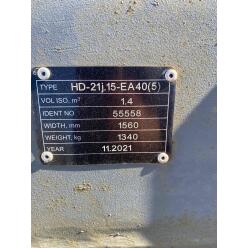 TYPE HD-21j.15-EA40(5)
VOL ISO. m³ 1.4
IDENT NO 55558
WIDTH, mm 1560
WEIGHT, kg 1340
YEAR 11.2021